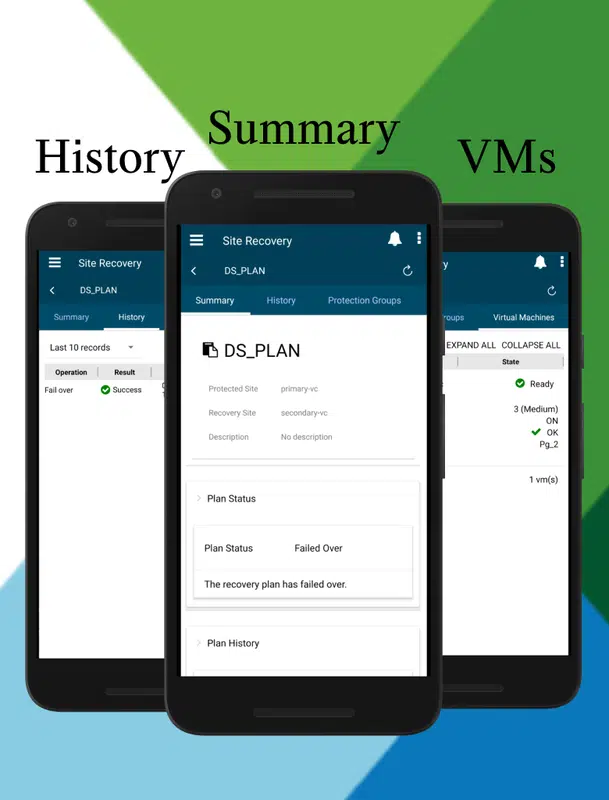 History
Summary
VMs
Site Recovery
DS_PLAN
Summary History
Last 10 records
Operation Result
Fail over Success
Site Recovery
DS_PLAN
Summary History Protection Groups
DS_PLAN
Protected Site primary-vc
Recovery Site secondary-vc
Description No description
Plan Status
Plan Status Failed Over
The recovery plan has failed over.
Plan History
y
oups Virtual Machines
EXPAND ALL COLLAPSE ALL
State
Ready
3 (Medium)
ON
OK
Pg_2
1 vm(s)